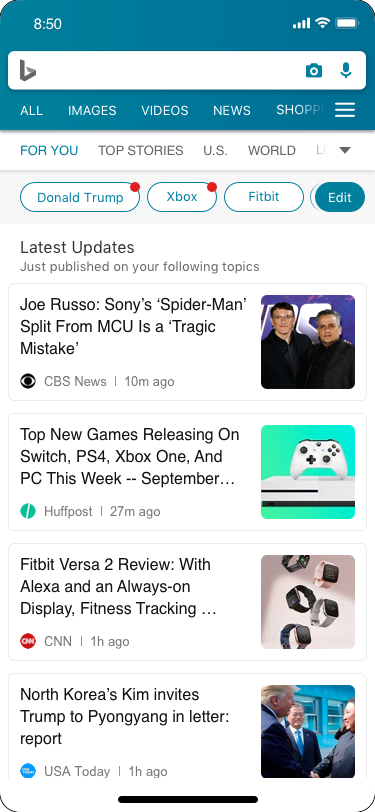 8:50
ALL IMAGES VIDEOS NEWS
FOR YOU TOP STORIES U.S. WORLD
Donald Trump Xbox Fitbit Edit
Latest Updates
Just published on your following topics
Joe Russo: Sony’s ‘Spider-Man’
Split From MCU Is a ‘Tragic
Mistake’
CBS News | 10m ago
Top New Games Releasing On
Switch, PS4, Xbox One, And
PC This Week -- September...
Huffpost | 27m ago
Fitbit Versa 2 Review: With
Alexa and an Always-on
Display, Fitness Tracking ...
CNN | 1h ago
North Korea’s Kim invites
Trump to Pyongyang in letter:
report
USA Today | 1h ago